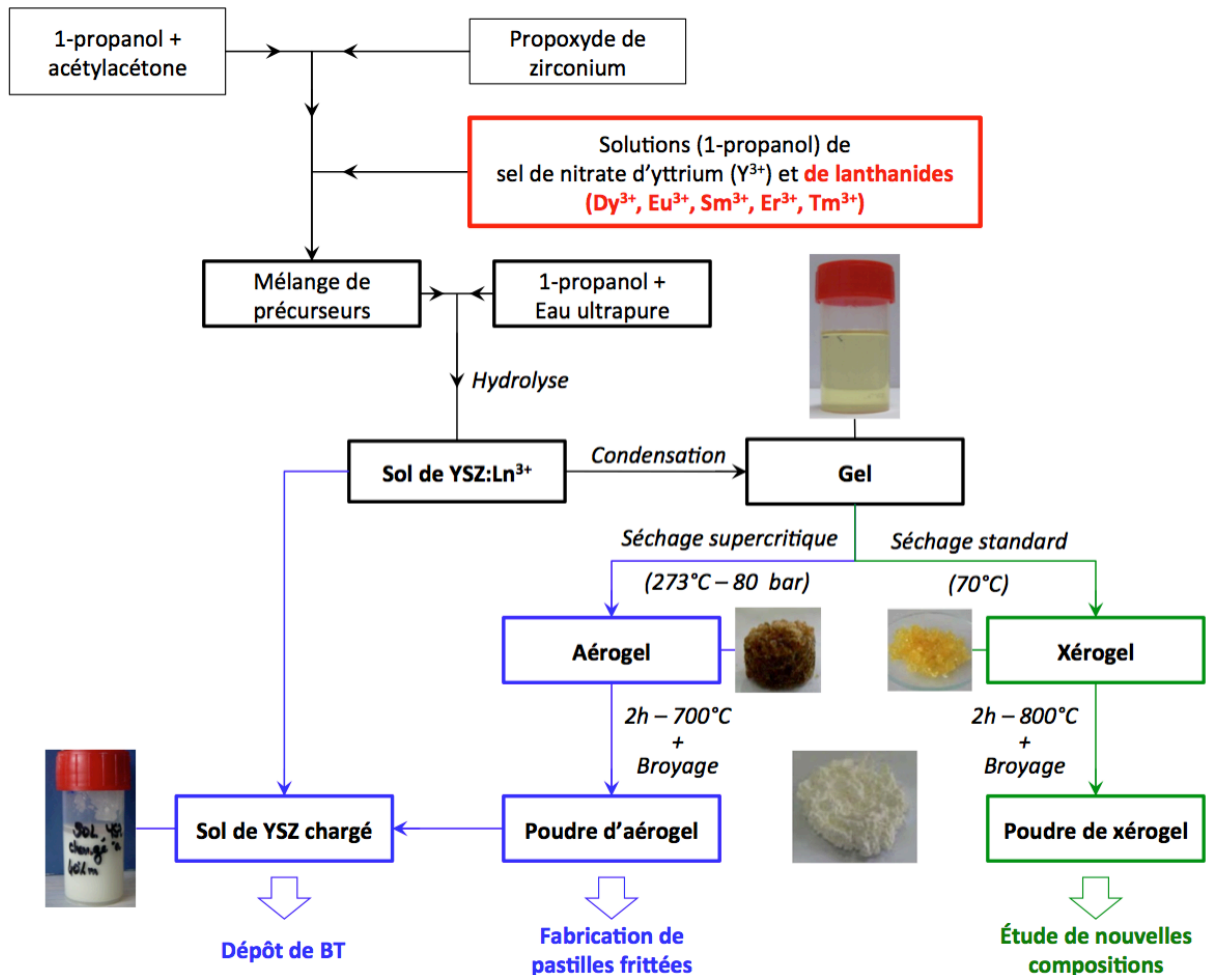 1-propanol +
acétylacétone
Propoxyde de
zirconium
Solutions (1-propanol) de
sel de nitrate d’yttrium (Y³⁺) et de lanthanides
(Dy³⁺, Eu³⁺, Sm³⁺, Er³⁺, Tm³⁺)
Mélange de
précurseurs
1-propanol +
Eau ultrapure
Hydrolyse
Sol de YSZ:Ln³⁺
Condensation
Gel
Séchage supercritique
(273°C – 80 bar)
Séchage standard
(70°C)
Aérogel
Xérogel
2h – 700°C
+
Broyage
2h – 800°C
+
Broyage
Sol YSZ
chargé
Sol de YSZ chargé
Poudre d’aérogel
Poudre de xérogel
Dépôt de BT
Fabrication de
pastilles frittées
Étude de nouvelles
compositions